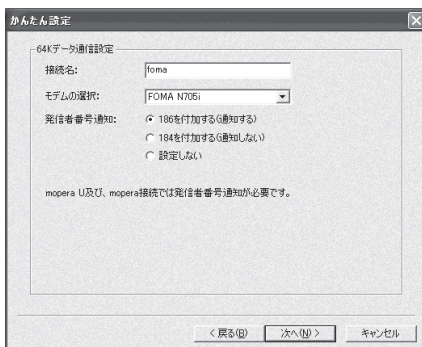 かんたん設定
64Kデータ通信設定
接続名: foma
モデムの選択: FOMA N705i
発信者番号通知: 186を付加する(通知する)
184を付加する(通知しない)
設定しない
mopera U及び、mopera接続では発信者番号通知が必要です。
< 戻る(B) 次へ(N) > キャンセル